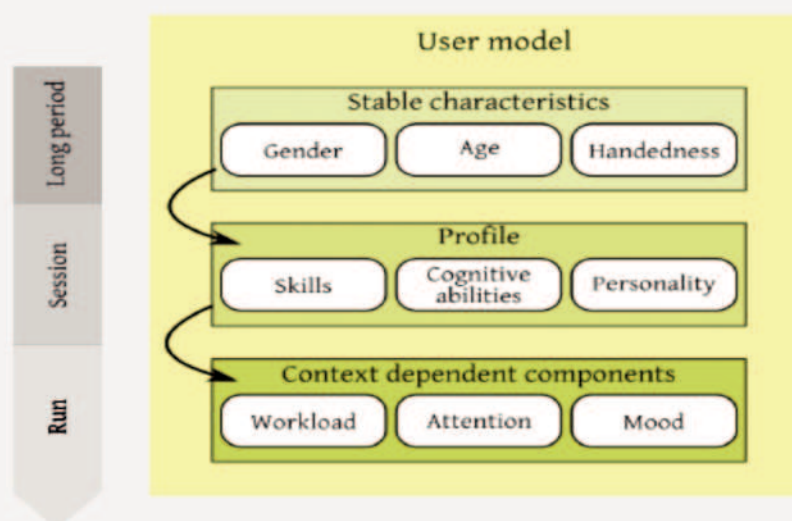 User model
Long period
Stable characteristics
Gender
Age
Handedness
Session
Profile
Skills
Cognitive
abilities
Personality
Run
Context dependent components
Workload
Attention
Mood